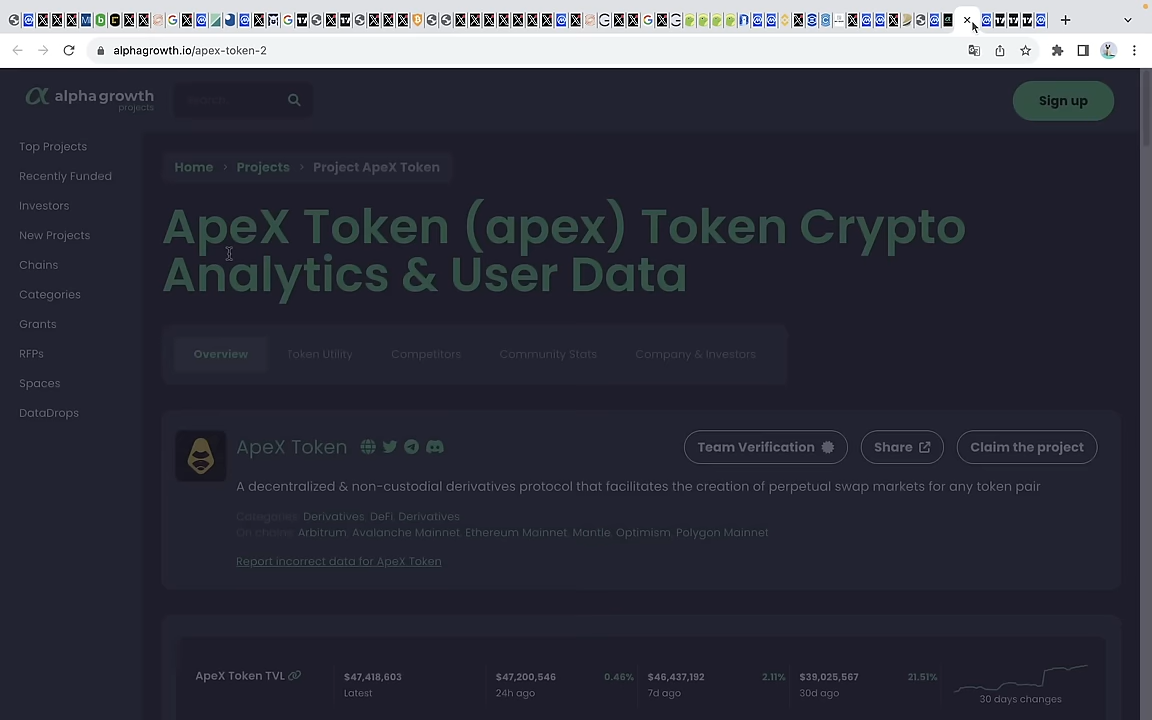 alphagrowth.io/apex-token-2
alphagrowth
projects
Search...
Sign up
Top Projects
Recently Funded
Investors
New Projects
Chains
Categories
Grants
RFPs
Spaces
DataDrops
Home > Projects > Project ApeX Token
ApeX Token (apex) Token Crypto
Analytics & User Data
Overview
Token Utility
Competitors
Community Stats
Company & Investors
ApeX Token
Team Verification
Share
Claim the project
A decentralized & non-custodial derivatives protocol that facilitates the creation of perpetual swap markets for any token pair
Categories: Derivatives, DeFi, Derivatives
On chains: Arbitrum, Avalanche Mainnet, Ethereum Mainnet, Mantle, Optimism, Polygon Mainnet
Report incorrect data for ApeX Token
ApeX Token TVL
$47,418,603
Latest
$47,200,546 0.46%
24h ago
$46,437,192 2.11%
7d ago
$39,025,567 21.51%
30d ago
30 days changes